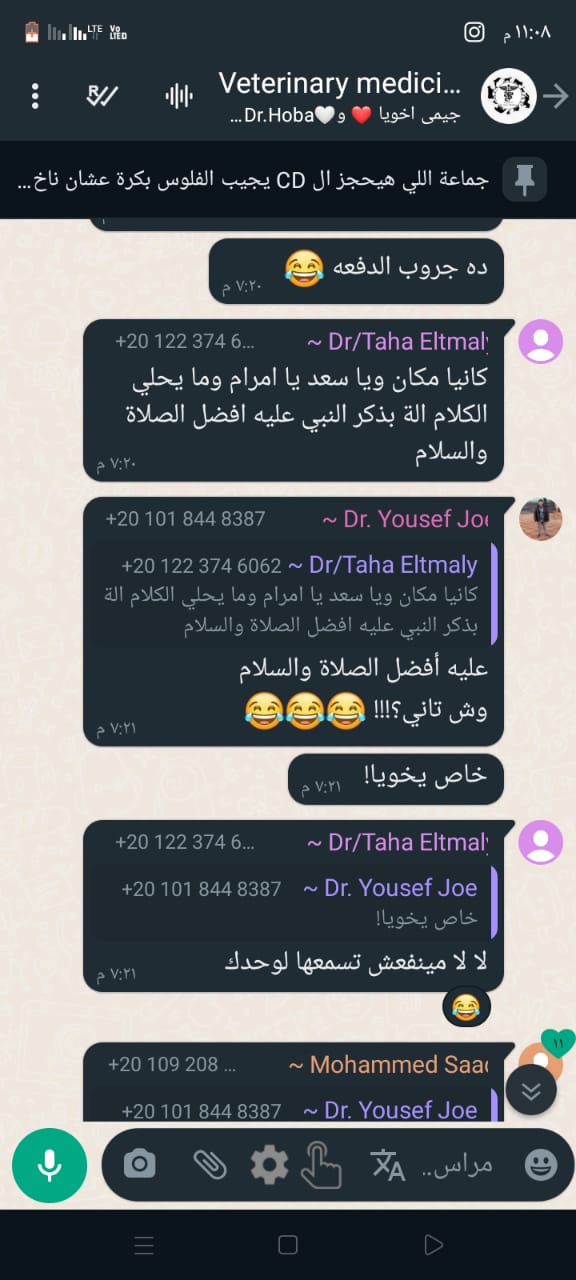 ١١:٠٨ م
LTE
Vo LTED
Veterinary medici...
جيمى اخويا ❤️ و🤍Dr.Hoba...
جماعة اللي هيحجز ال CD يجيب الفلوس بكرة عشان ناخ...
ده جروب الدفعه 😂
٧:٢٠ م
~ Dr/Taha Eltmaly
+20 122 374 6...
كانيا مكان ويا سعد يا امرام وما يحلي
الكلام الة بذكر النبي عليه افضل الصلاة
والسلام
٧:٢٠ م
~ Dr. Yousef Joe
+20 101 844 8387
+20 122 374 6062 ~ Dr/Taha Eltmaly
كانيا مكان ويا سعد يا امرام وما يحلي الكلام الة
بذكر النبي عليه افضل الصلاة والسلام
عليه أفضل الصلاة والسلام
وش تاني؟!!! 😂😂😂
٧:٢١ م
خاص يخويا!
٧:٢١ م
~ Dr/Taha Eltmaly
+20 122 374 6...
+20 101 844 8387 ~ Dr. Yousef Joe
خاص يخويا!
لا لا مينفعش تسمعها لوحدك
٧:٢١ م
😂
١١
~ Mohammed Saad
+20 109 208 ...
+20 101 844 8387 ~ Dr. Yousef Joe
مراس..